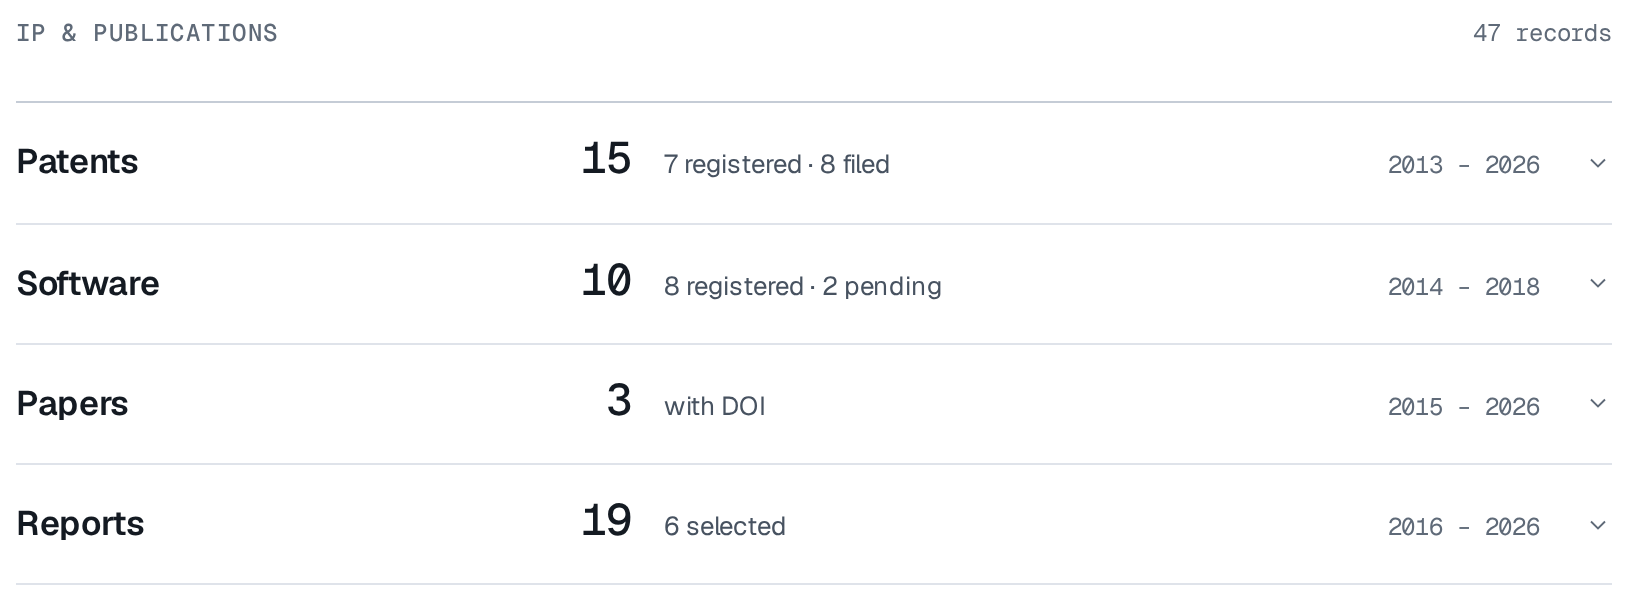 IP & PUBLICATIONS 47 records
Patents 15 7 registered · 8 filed 2013 – 2026
Software 10 8 registered · 2 pending 2014 – 2018
Papers 3 with DOI 2015 – 2026
Reports 19 6 selected 2016 – 2026